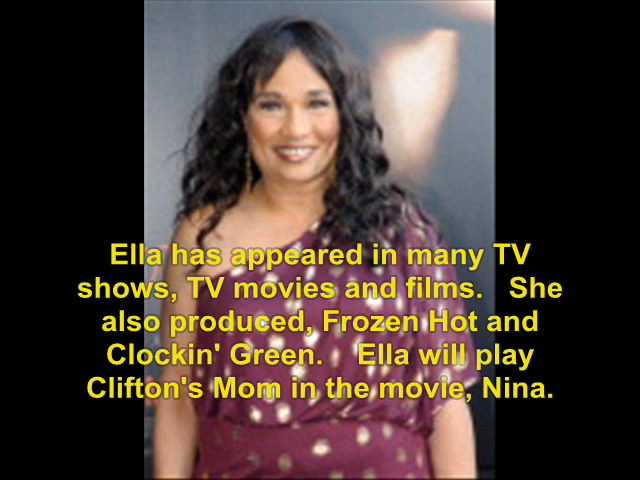 Ella has appeared in many TV
shows, TV movies and films. She
also produced, Frozen Hot and
Clockin' Green. Ella will play
Clifton's Mom in the movie, Nina.